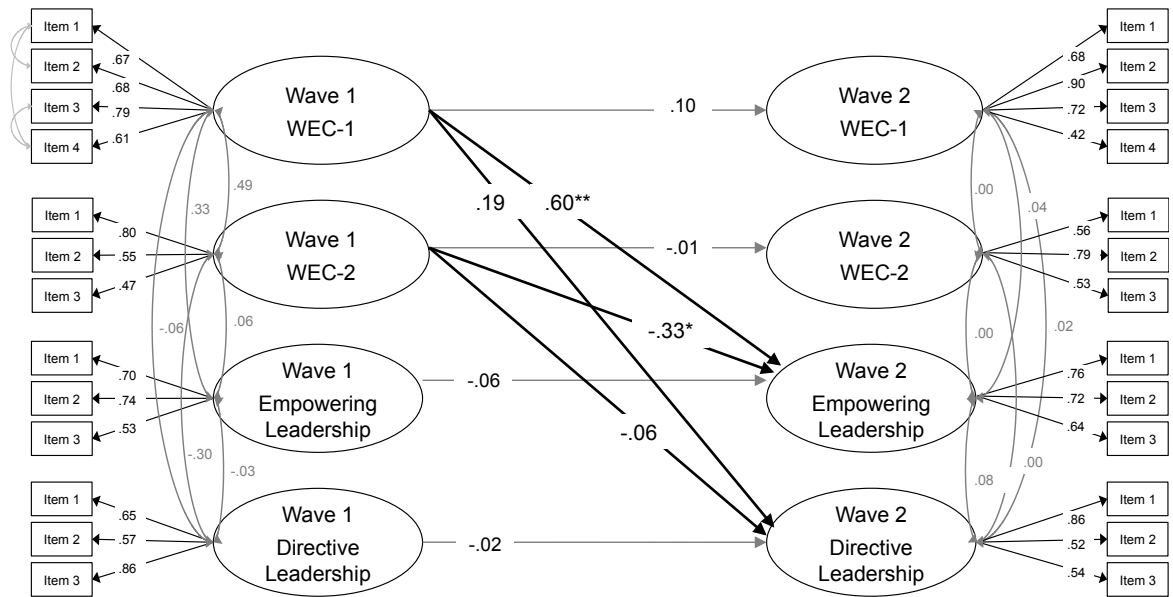 Item 1
Item 2
Item 3
Item 4
.67
.68
.79
.61
Wave 1
WEC-1
.10
Wave 2
WEC-1
.68
.90
.72
.42
Item 1
Item 2
Item 3
Item 4
.49
.33
.19
.60**
.00
.04
Item 1
Item 2
Item 3
.80
.55
.47
Wave 1
WEC-2
-.01
Wave 2
WEC-2
.56
.79
.53
Item 1
Item 2
Item 3
-.06
.06
-.33*
.00
.02
Item 1
Item 2
Item 3
.70
.74
.53
Wave 1
Empowering
Leadership
-.06
-.06
Wave 2
Empowering
Leadership
.76
.72
.64
Item 1
Item 2
Item 3
-.30
-.03
.08
.00
Item 1
Item 2
Item 3
.65
.57
.86
Wave 1
Directive
Leadership
-.02
Wave 2
Directive
Leadership
.86
.52
.54
Item 1
Item 2
Item 3